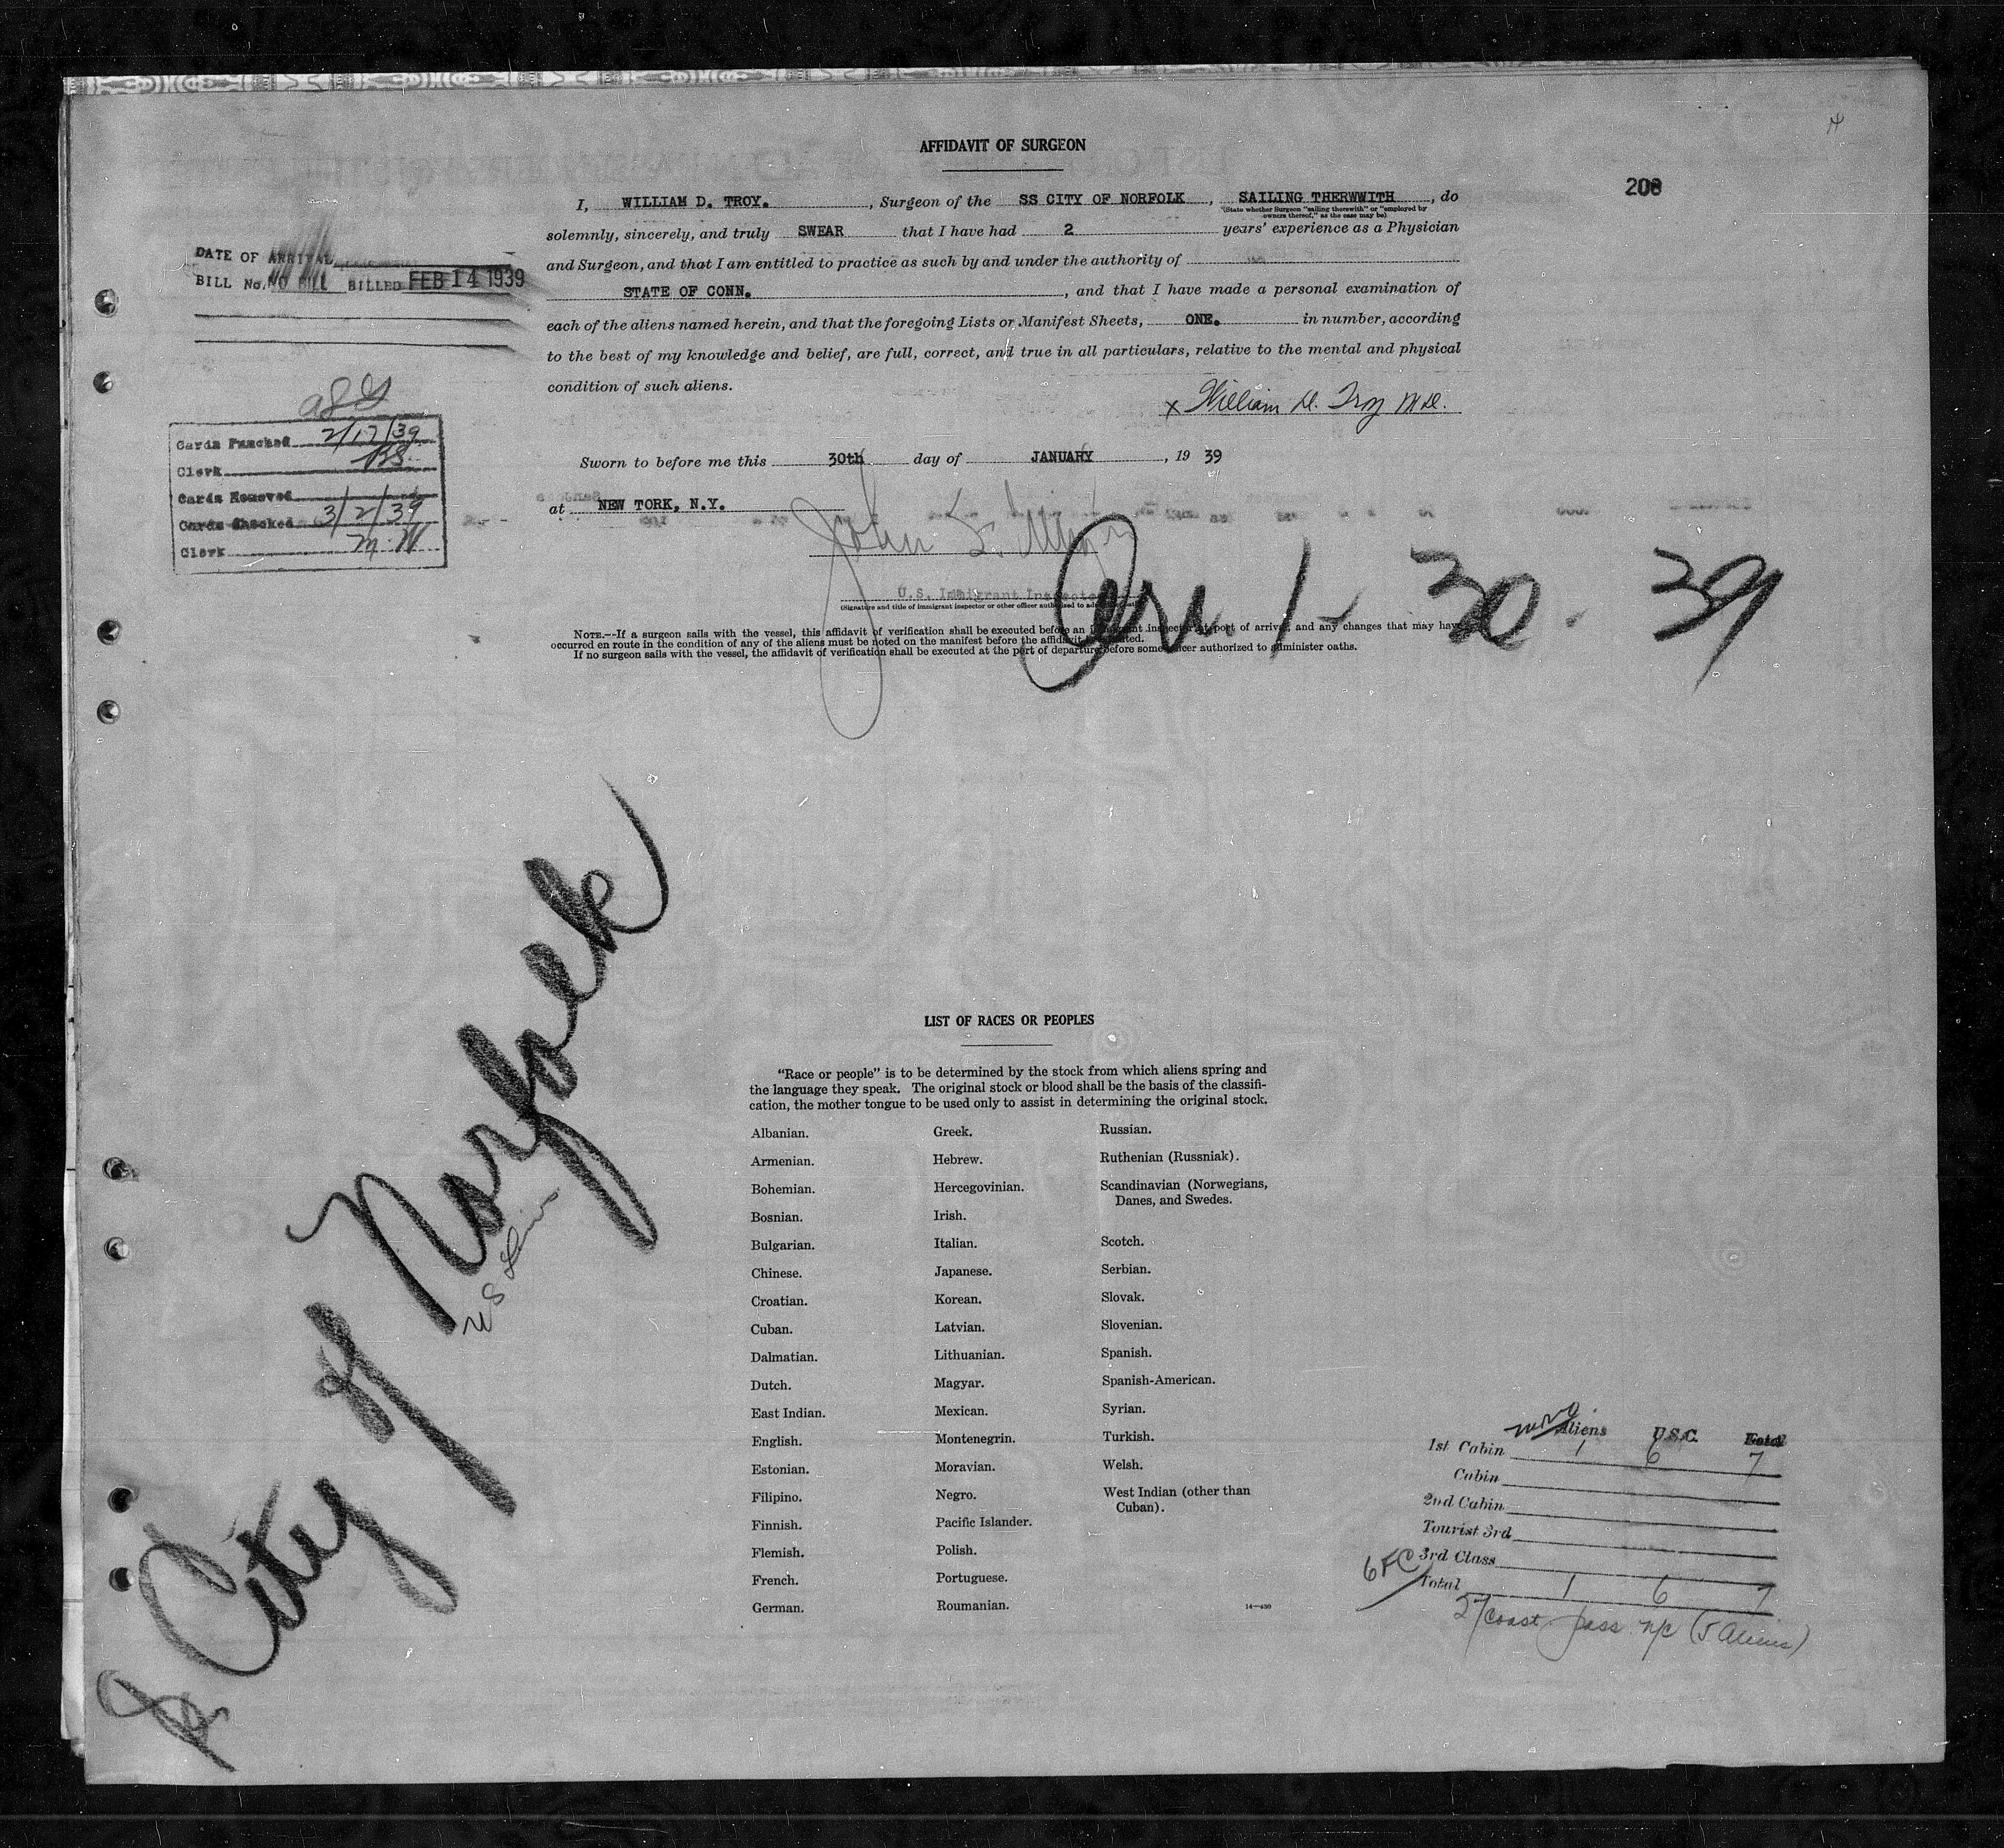 AFFIDAVIT OF SURGEON
208
I, WILLIAM D. TROY. , Surgeon of the SS CITY OF NORFOLK , SAILING THERWWITH , do
(State whether Surgeon "sailing therewith" or "employed by
owners thereof," as the case may be)
solemnly, sincerely, and truly SWEAR that I have had 2 years' experience as a Physician
and Surgeon, and that I am entitled to practice as such by and under the authority of
STATE OF CONN. , and that I have made a personal examination of
each of the aliens named herein, and that the foregoing Lists or Manifest Sheets, ONE. in number, according
to the best of my knowledge and belief, are full, correct, and true in all particulars, relative to the mental and physical
condition of such aliens.
x William D. Troy M.D.
Sworn to before me this 30th day of JANUARY , 19 39
at NEW TORK, N.Y.
John S.
U.S. Immigrant Inspector
(Signature and title of immigrant inspector or other officer authorized to
Arr. 1 - 30 - 39
NOTE.--If a surgeon sails with the vessel, this affidavit of verification shall be executed before an immigrant inspector at port of arrival, and any changes that may have
occurred en route in the condition of any of the aliens must be noted on the manifest before the affidavit is executed.
If no surgeon sails with the vessel, the affidavit of verification shall be executed at the port of departure before some officer authorized to administer oaths.
DATE OF ARRIVAL
BILL No. NO BILL BILLED FEB 14 1939
Cards Punched 2/17/39
Clerk BS
Cards Removed
Cards Checked 3/2/39
Clerk M.W
City of Norfolk
US
LIST OF RACES OR PEOPLES
"Race or people" is to be determined by the stock from which aliens spring and
the language they speak. The original stock or blood shall be the basis of the classifi-
cation, the mother tongue to be used only to assist in determining the original stock.
Albanian. Greek. Russian.
Armenian. Hebrew. Ruthenian (Russniak).
Bohemian. Hercegovinian. Scandinavian (Norwegians,
Danes, and Swedes.
Bosnian. Irish.
Bulgarian. Italian. Scotch.
Chinese. Japanese. Serbian.
Croatian. Korean. Slovak.
Cuban. Latvian. Slovenian.
Dalmatian. Lithuanian. Spanish.
Dutch. Magyar. Spanish-American.
East Indian. Mexican. Syrian.
English. Montenegrin. Turkish.
Estonian. Moravian. Welsh.
Filipino. Negro. West Indian (other than
Cuban).
Finnish. Pacific Islander.
Flemish. Polish.
French. Portuguese.
German. Roumanian.
14—430
Aliens U.S.C. Total
1st Cabin 1 6 7
Cabin
2nd Cabin
Tourist 3rd
3rd Class
6FC
Total 1 6 7
27 coast pass n/c (5 Aliens)